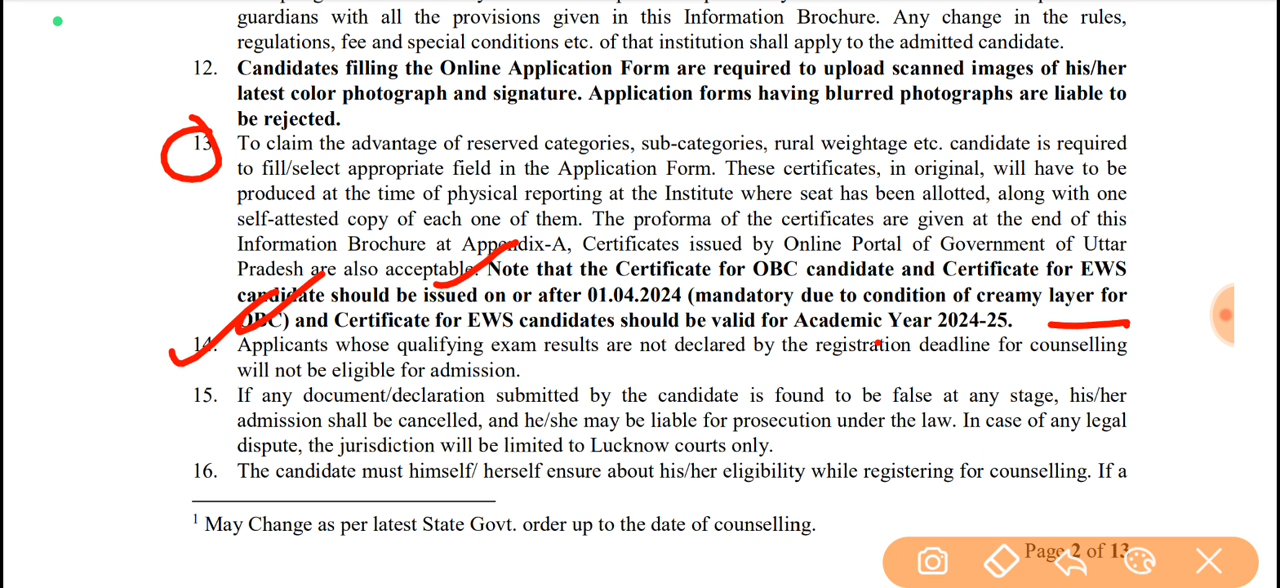 guardians with all the provisions given in this Information Brochure. Any change in the rules,
regulations, fee and special conditions etc. of that institution shall apply to the admitted candidate.
12. Candidates filling the Online Application Form are required to upload scanned images of his/her
latest color photograph and signature. Application forms having blurred photographs are liable to
be rejected.
13. To claim the advantage of reserved categories, sub-categories, rural weightage etc. candidate is required
to fill/select appropriate field in the Application Form. These certificates, in original, will have to be
produced at the time of physical reporting at the Institute where seat has been allotted, along with one
self-attested copy of each one of them. The proforma of the certificates are given at the end of this
Information Brochure at Appendix-A, Certificates issued by Online Portal of Government of Uttar
Pradesh are also acceptable. Note that the Certificate for OBC candidate and Certificate for EWS
candidate should be issued on or after 01.04.2024 (mandatory due to condition of creamy layer for
OBC) and Certificate for EWS candidates should be valid for Academic Year 2024-25.
14. Applicants whose qualifying exam results are not declared by the registration deadline for counselling
will not be eligible for admission.
15. If any document/declaration submitted by the candidate is found to be false at any stage, his/her
admission shall be cancelled, and he/she may be liable for prosecution under the law. In case of any legal
dispute, the jurisdiction will be limited to Lucknow courts only.
16. The candidate must himself/ herself ensure about his/her eligibility while registering for counselling. If a
1 May Change as per latest State Govt. order up to the date of counselling.
Page 2 of 13